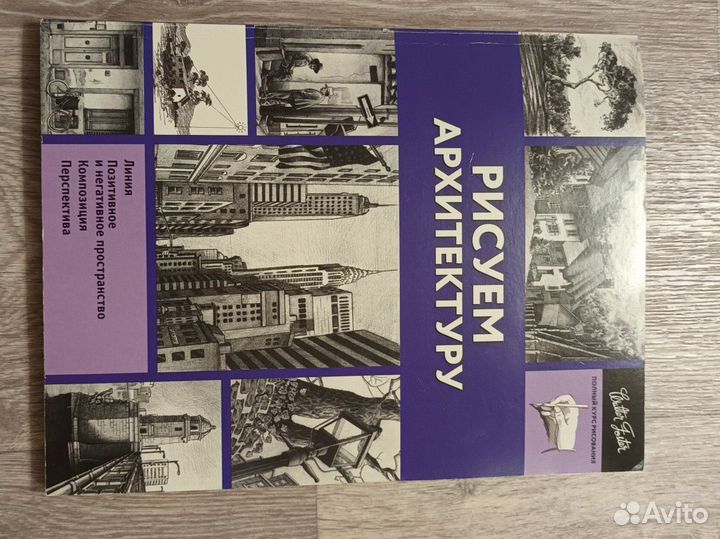 Walter Foster
ПОЛНЫЙ КУРС РИСОВАНИЯ
РИСУЕМ
АРХИТЕКТУРУ
Линия
Позитивное
и негативное пространство
Композиция
Перспектива
Avito